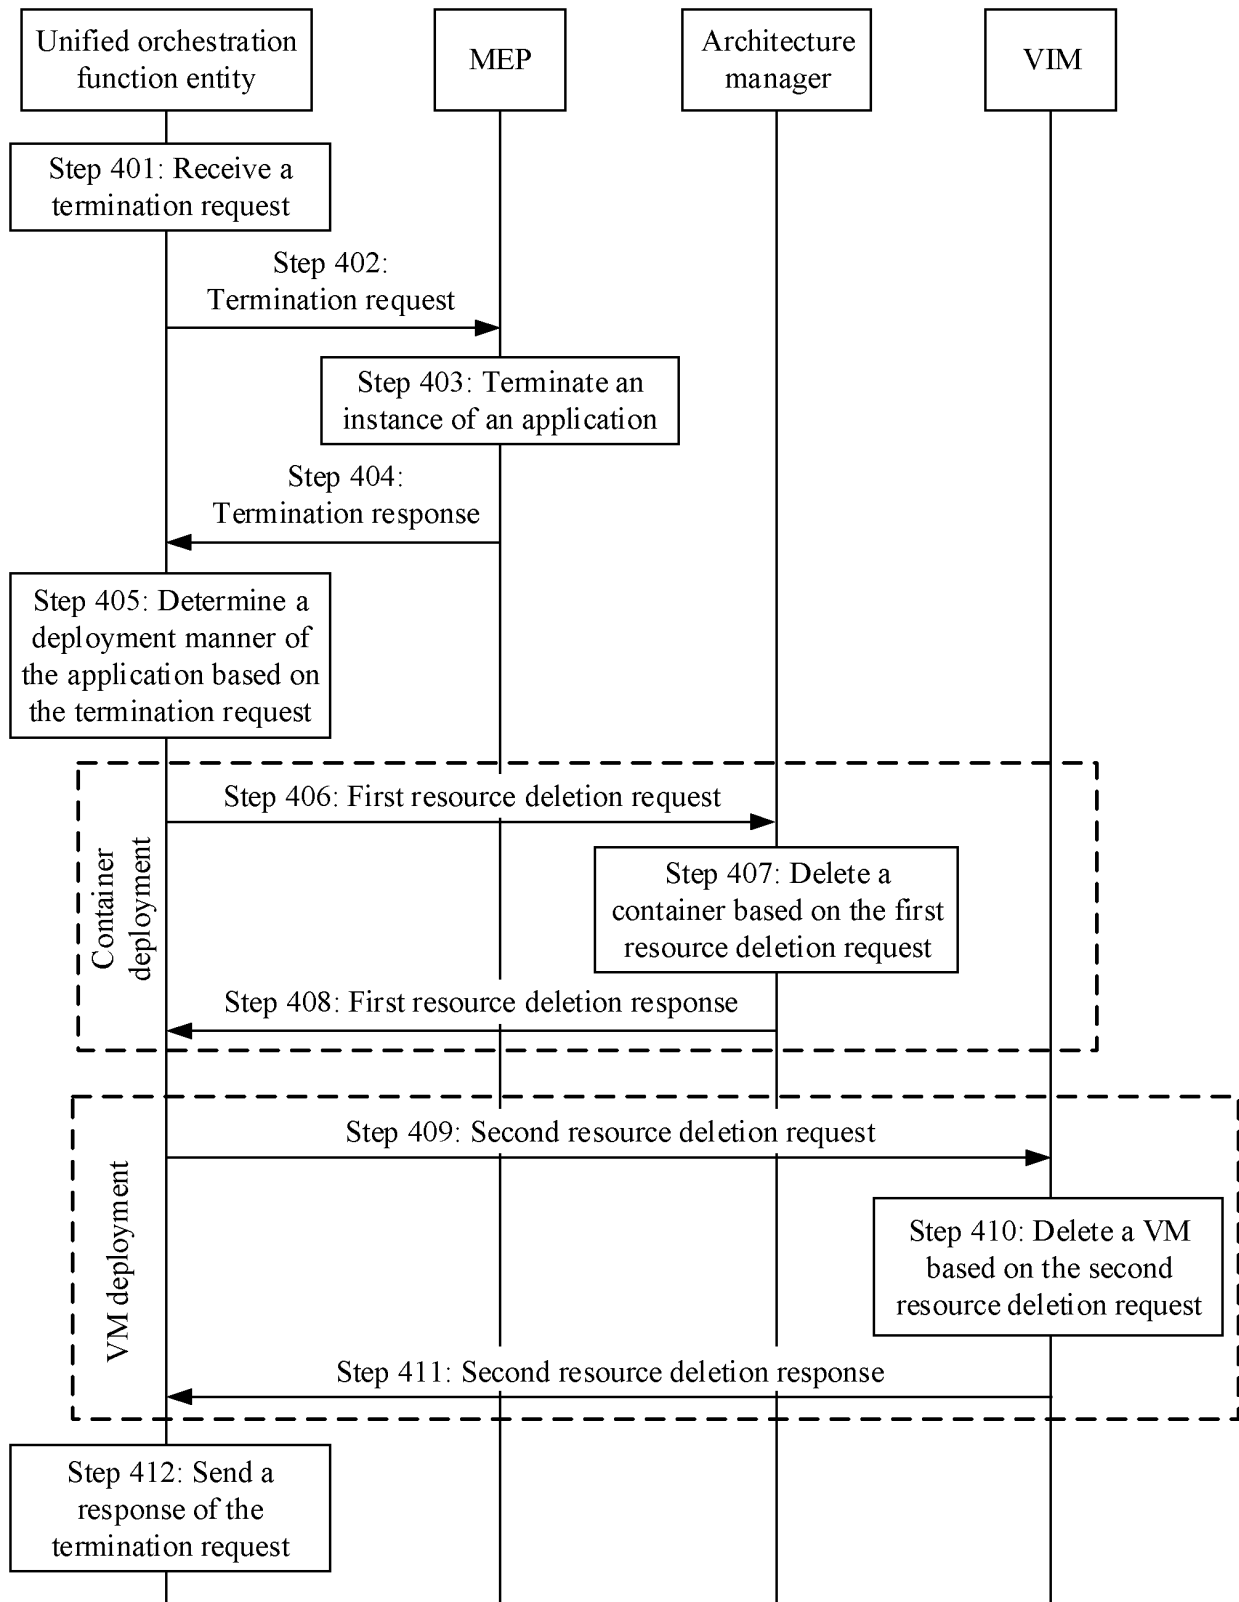 Unified orchestration
function entity
MEP
Architecture
manager
VIM
Step 401: Receive a
termination request
Step 402:
Termination request
Step 403: Terminate an
instance of an application
Step 404:
Termination response
Step 405: Determine a
deployment manner of
the application based on
the termination request
Container
deployment
Step 406: First resource deletion request
Step 407: Delete a
container based on the first
resource deletion request
Step 408: First resource deletion response
VM deployment
Step 409: Second resource deletion request
Step 410: Delete a VM
based on the second
resource deletion request
Step 411: Second resource deletion response
Step 412: Send a
response of the
termination request